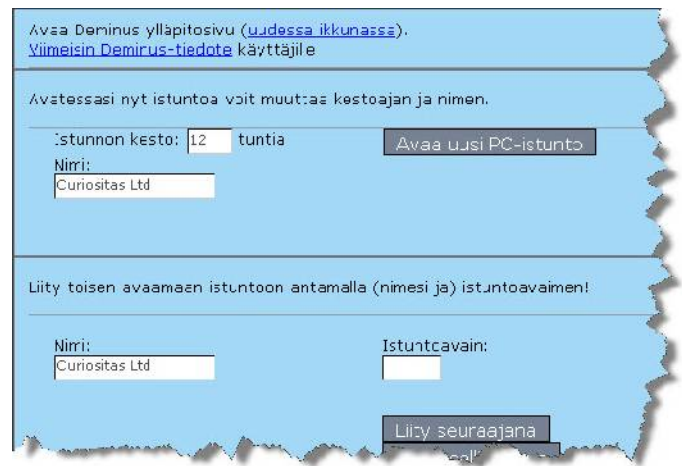 Avaa Deminus ylläpitosivu (uudessa ikkunassa).
Viimeisin Deminus-tiedote käyttäjille
Avatessasi nyt istuntoa voit muuttaa kestoajan ja nimen.
Istunnon kesto: 12 tuntia
Avaa uusi PC-istunto
Nimi:
Curiositas Ltd
Liity toisen avaamaan istuntoon antamalla (nimesi ja) istuntoavaimen!
Nimi:
Istuntoavain:
Curiositas Ltd
Liity seuraajana